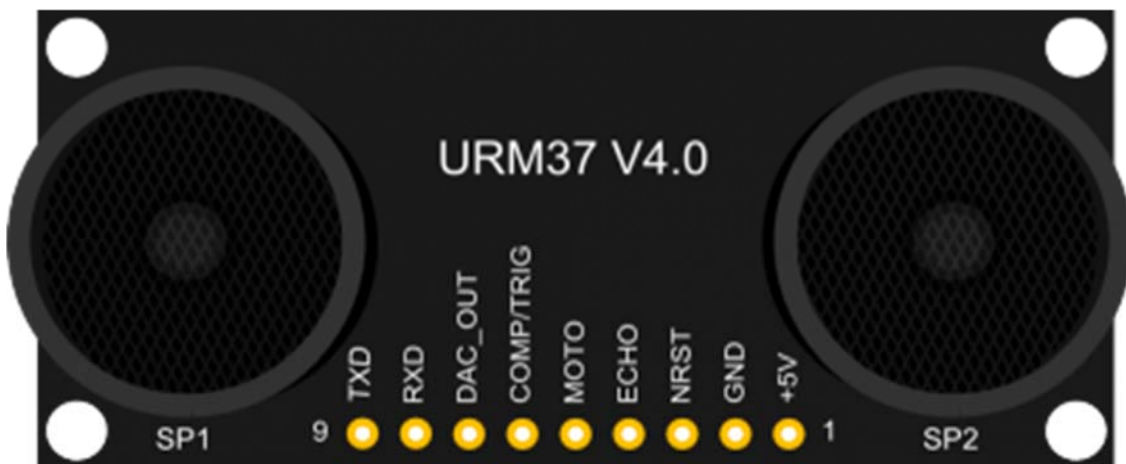 URM37 V4.0
TXD
RXD
DAC_OUT
COMP/TRIG
MOTO
ECHO
NRST
GND
+5V
SP1
9
1
SP2